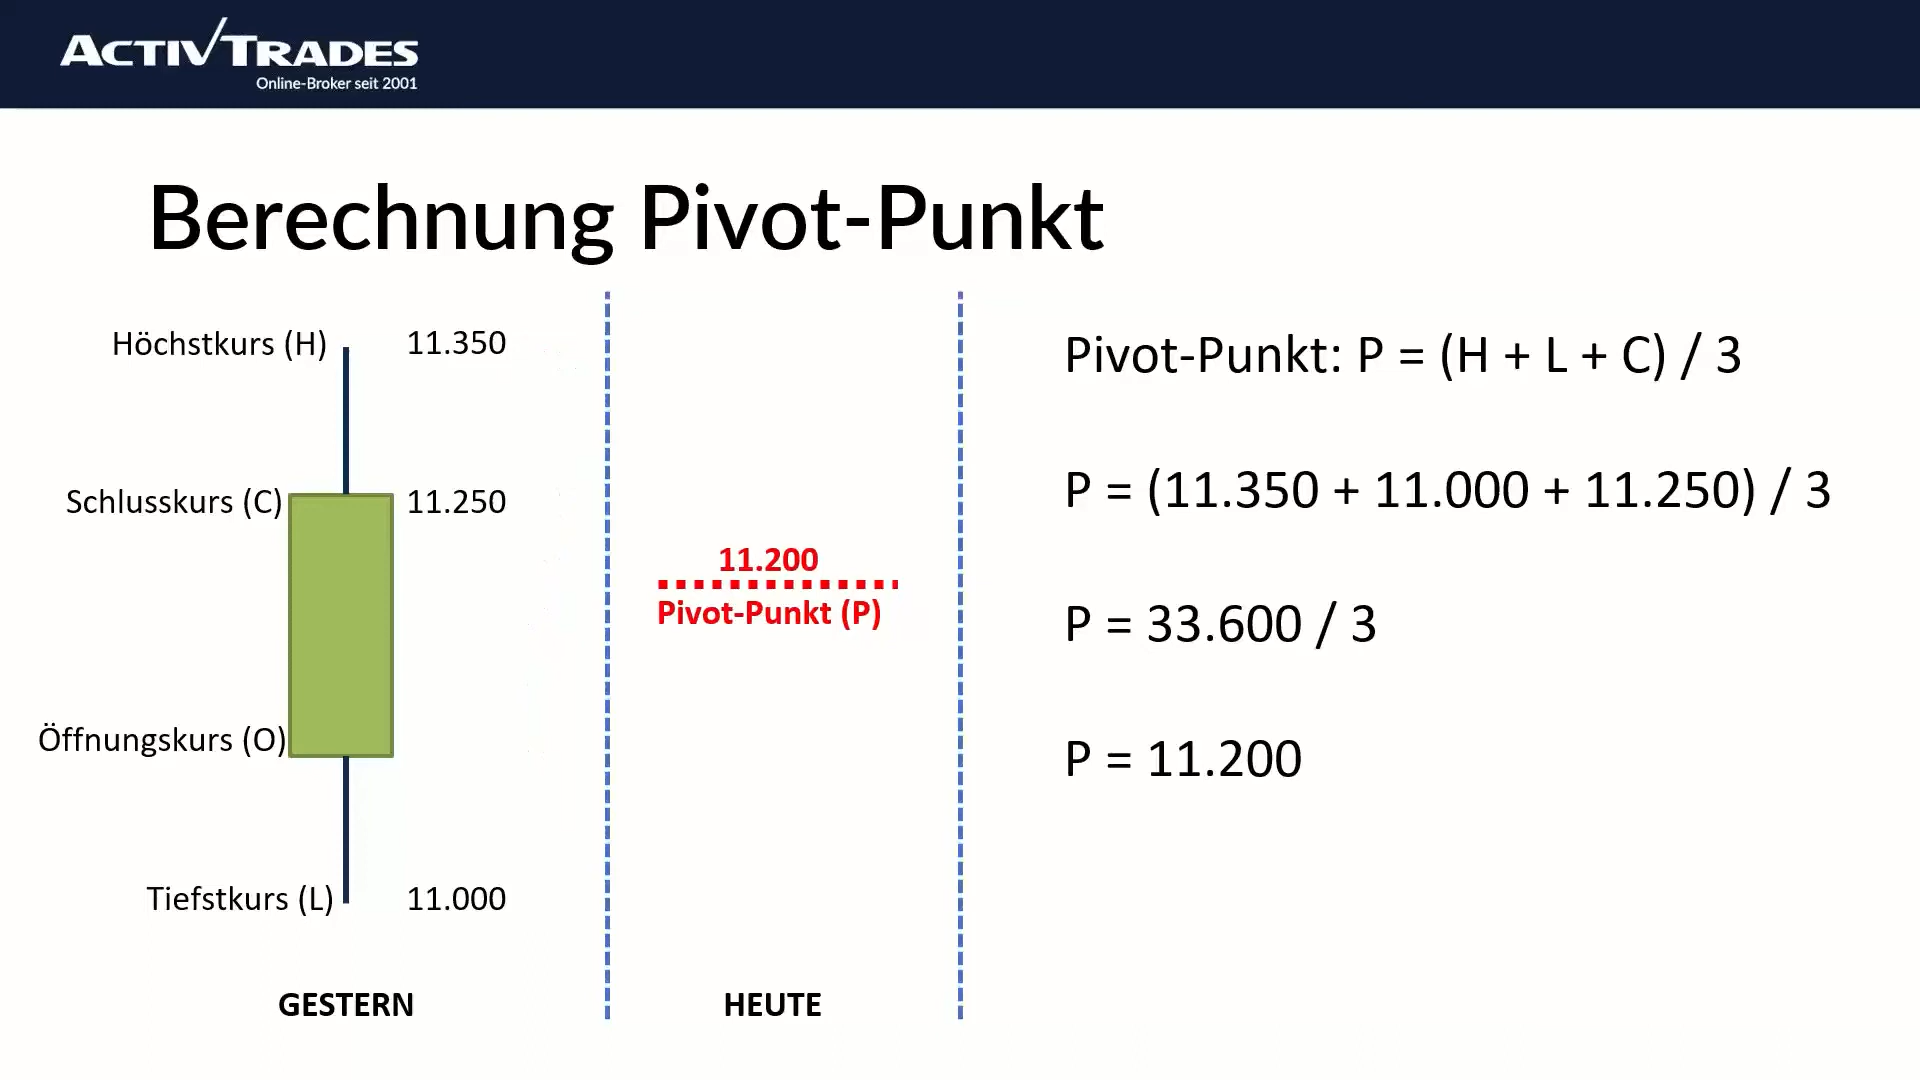 ACTIVTRADES
Online-Broker seit 2001
Berechnung Pivot-Punkt
Höchstkurs (H) 11.350
Schlusskurs (C) 11.250
Öffnungskurs (O)
Tiefstkurs (L) 11.000
GESTERN
11.200
Pivot-Punkt (P)
HEUTE
Pivot-Punkt: P = (H + L + C) / 3
P = (11.350 + 11.000 + 11.250) / 3
P = 33.600 / 3
P = 11.200